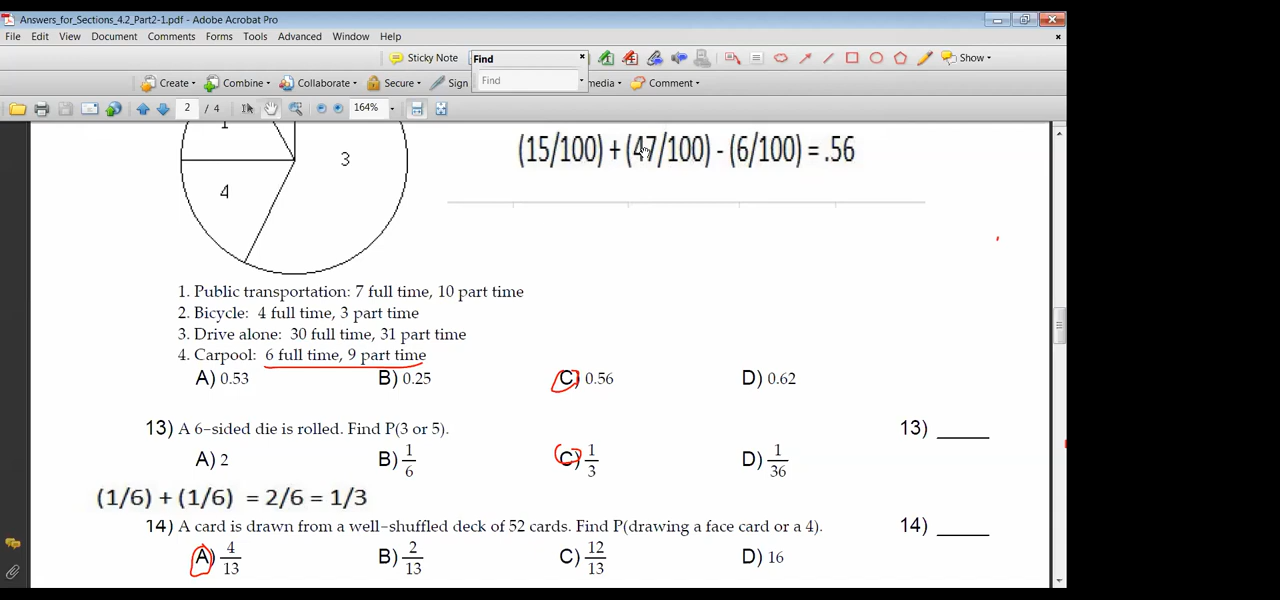 Answers_for_Sections_4.2_Part2-1.pdf - Adobe Acrobat Pro
File Edit View Document Comments Forms Tools Advanced Window Help
Sticky Note Find
Create Combine Collaborate Secure Sign Find media Comment Show
2 / 4 164%
1
3
4
(15/100) + (47/100) - (6/100) = .56
1. Public transportation: 7 full time, 10 part time
2. Bicycle: 4 full time, 3 part time
3. Drive alone: 30 full time, 31 part time
4. Carpool: 6 full time, 9 part time
A) 0.53 B) 0.25 C) 0.56 D) 0.62
13) A 6-sided die is rolled. Find P(3 or 5). 13) _____
A) 2 B) 1/6 C) 1/3 D) 1/36
(1/6) + (1/6) = 2/6 = 1/3
14) A card is drawn from a well-shuffled deck of 52 cards. Find P(drawing a face card or a 4). 14) _____
A) 4/13 B) 2/13 C) 12/13 D) 16